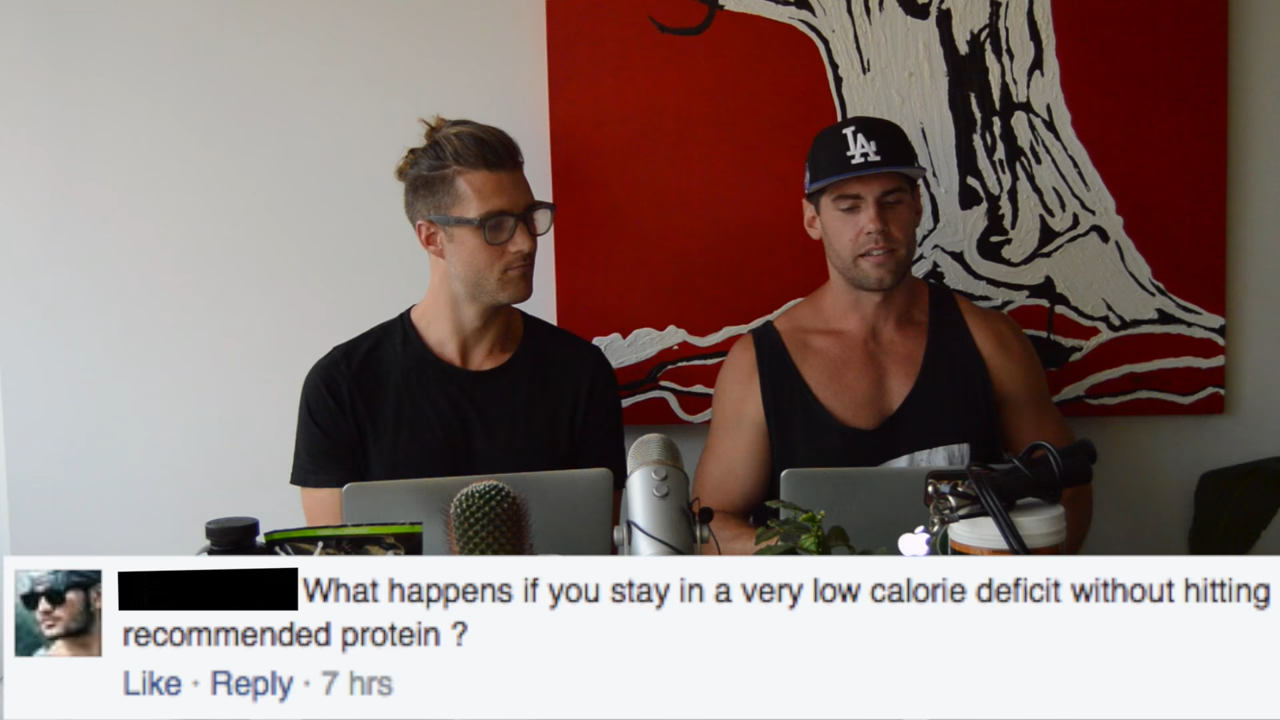 LA
What happens if you stay in a very low calorie deficit without hitting
recommended protein ?
Like · Reply · 7 hrs